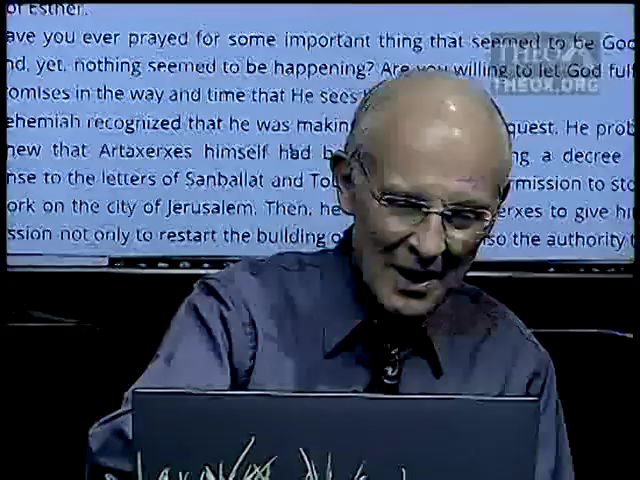 of Esther.
ave you ever prayed for some important thing that seemed to be God
nd, yet, nothing seemed to be happening? Are you willing to let God fulf
omises in the way and time that He sees
ehemiah recognized that he was makin quest. He prob
new that Artaxerxes himself had b ng a decree
nse to the letters of Sanballat and To rmission to sto
ork on the city of Jerusalem. Then, he erxes to give hi
ssion not only to restart the building o so the authority t
THEOX
THEOX.ORG